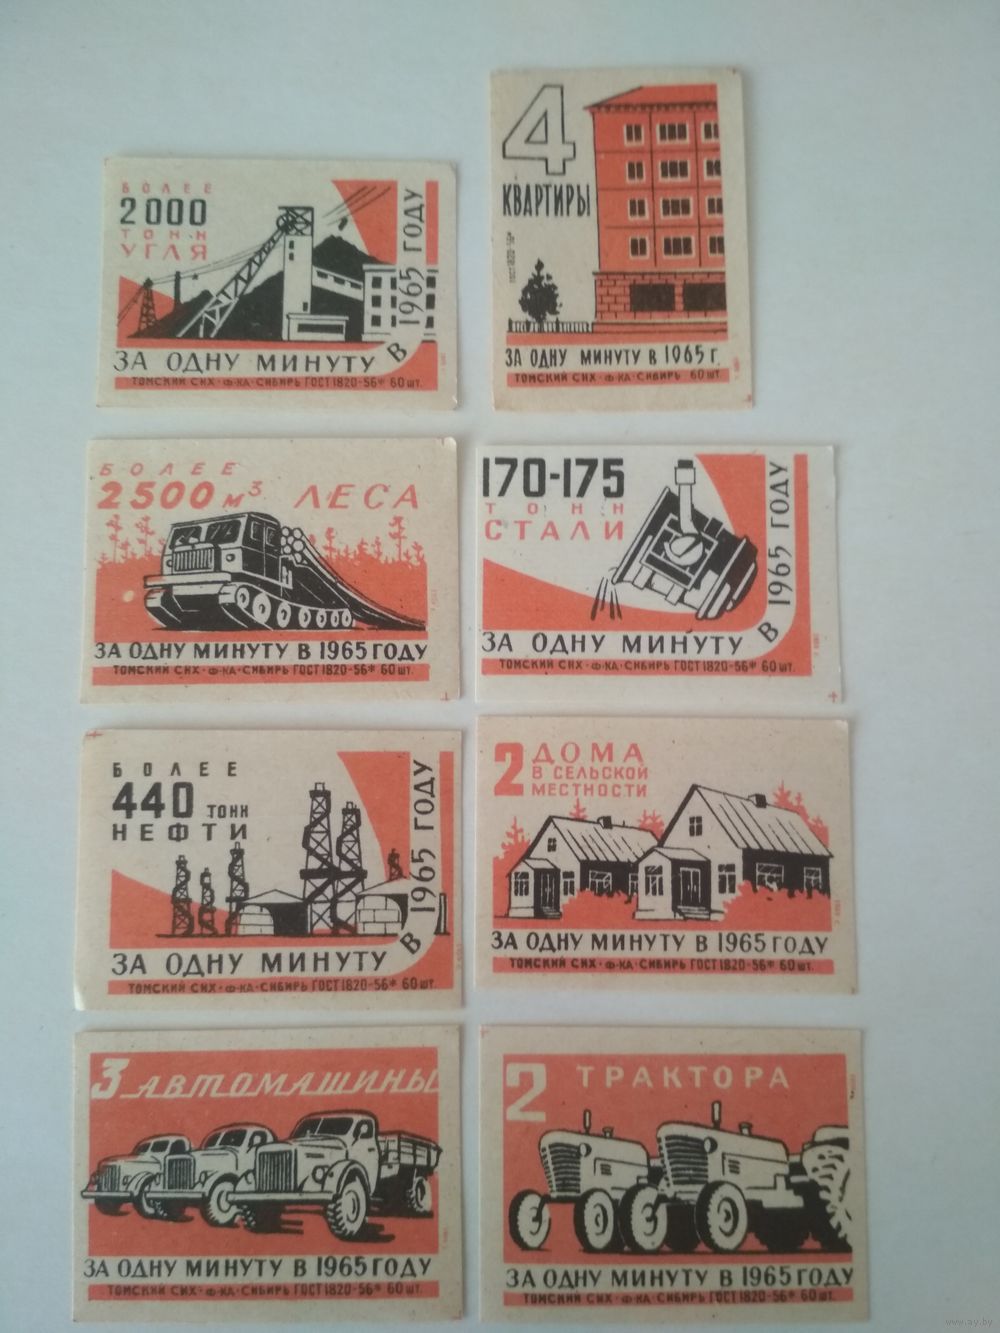 БОЛЕЕ
2000
ТОНН
УГЛЯ
ЗА ОДНУ МИНУТУ В 1965 ГОДУ
ТОМСКИЙ СНХ·Ф-КА·СИБИРЬ ГОСТ 1820-56* 60 ШТ.
4
КВАРТИРЫ
ГОСТ 1820-56*
ЗА ОДНУ МИНУТУ В 1965 Г.
ТОМСКИЙ СНХ·Ф-КА·СИБИРЬ 60 ШТ.
БОЛЕЕ
2500 М³ ЛЕСА
ЗА ОДНУ МИНУТУ В 1965 ГОДУ
ТОМСКИЙ СНХ·Ф-КА·СИБИРЬ ГОСТ 1820-56* 60 ШТ.
170-175
ТОНН
СТАЛИ
ЗА ОДНУ МИНУТУ В 1965 ГОДУ
ТОМСКИЙ СНХ·Ф-КА·СИБИРЬ ГОСТ 1820-56* 60 ШТ.
БОЛЕЕ
440 ТОНН
НЕФТИ
ЗА ОДНУ МИНУТУ В 1965 ГОДУ
ТОМСКИЙ СНХ·Ф-КА·СИБИРЬ ГОСТ 1820-56* 60 ШТ.
2 ДОМА
В СЕЛЬСКОЙ
МЕСТНОСТИ
ЗА ОДНУ МИНУТУ В 1965 ГОДУ
ТОМСКИЙ СНХ·Ф-КА·СИБИРЬ ГОСТ 1820-56* 60 ШТ.
3 АВТОМАШИНЫ
ЗА ОДНУ МИНУТУ В 1965 ГОДУ
ТОМСКИЙ СНХ·Ф-КА·СИБИРЬ ГОСТ 1820-56* 60 ШТ.
2 ТРАКТОРА
ЗА ОДНУ МИНУТУ В 1965 ГОДУ
ТОМСКИЙ СНХ·Ф-КА·СИБИРЬ ГОСТ 1820-56* 60 ШТ.
www.ay.by